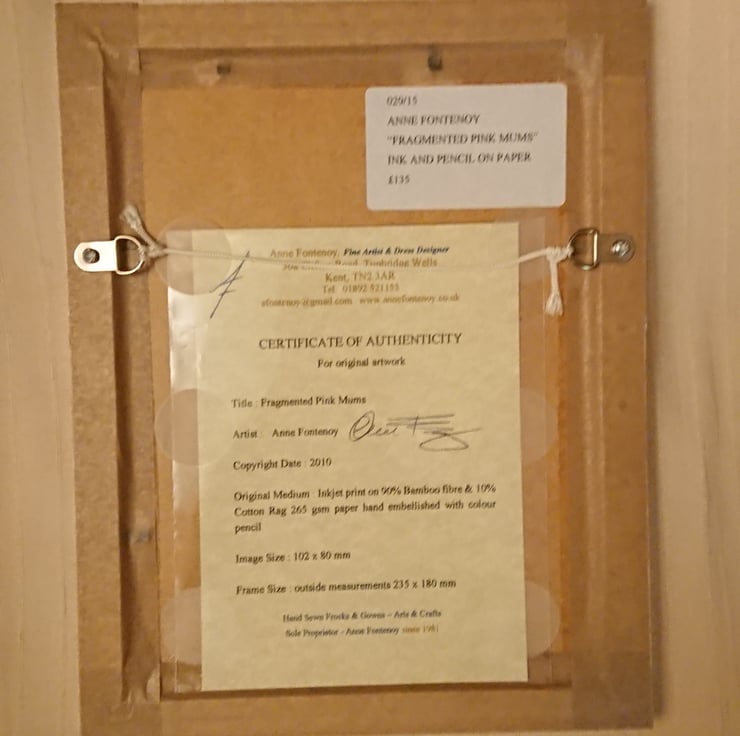 029/15
ANNE FONTENOY
"FRAGMENTED PINK MUMS"
INK AND PENCIL ON PAPER
£135
Anne Fontenoy, Fine Artist & Dress Designer
Road, Tunbridge Wells
Kent, TN2 3AR
Tel 01892 521153
afontenoy@gmail.com www.annefontenoy.co.uk
CERTIFICATE OF AUTHENTICITY
For original artwork
Title : Fragmented Pink Mums
Artist : Anne Fontenoy
Copyright Date : 2010
Original Medium : Inkjet print on 90% Bamboo fibre & 10%
Cotton Rag 265 gsm paper hand embellished with colour
pencil
Image Size : 102 x 80 mm
Frame Size : outside measurements 235 x 180 mm
Hand Sewn Frocks & Gowns ~ Arts & Crafts
Sole Proprietor - Anne Fontenoy since 1981